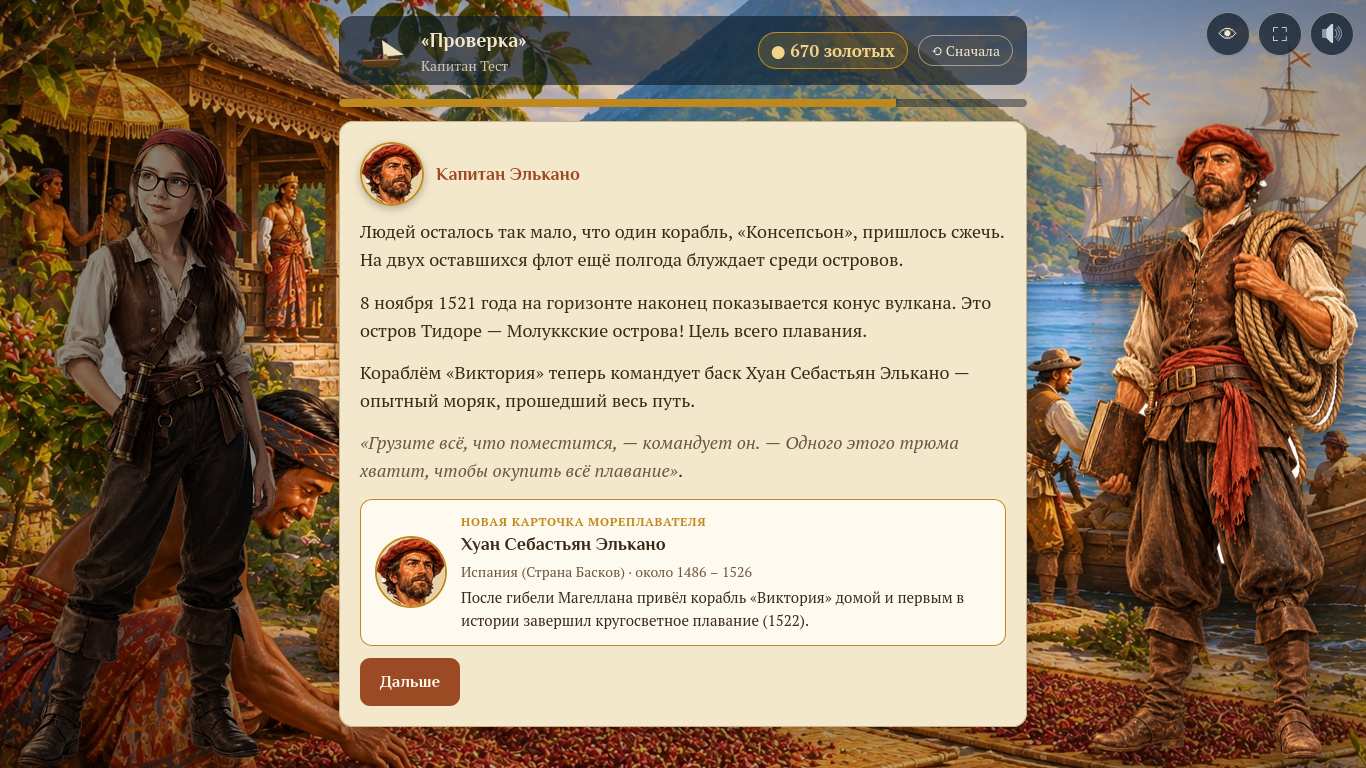 «Проверка»
Капитан Тест
670 золотых
⟲ Сначала
Капитан Элькано
Людей осталось так мало, что один корабль, «Консепсьон», пришлось сжечь.
На двух оставшихся флот ещё полгода блуждает среди островов.
8 ноября 1521 года на горизонте наконец показывается конус вулкана. Это
остров Тидоре — Молуккские острова! Цель всего плавания.
Кораблём «Виктория» теперь командует баск Хуан Себастьян Элькано —
опытный моряк, прошедший весь путь.
«Грузите всё, что поместится, — командует он. — Одного этого трюма
хватит, чтобы окупить всё плавание».
НОВАЯ КАРТОЧКА МОРЕПЛАВАТЕЛЯ
Хуан Себастьян Элькано
Испания (Страна Басков) · около 1486 – 1526
После гибели Магеллана привёл корабль «Виктория» домой и первым в
истории завершил кругосветное плавание (1522).
Дальше